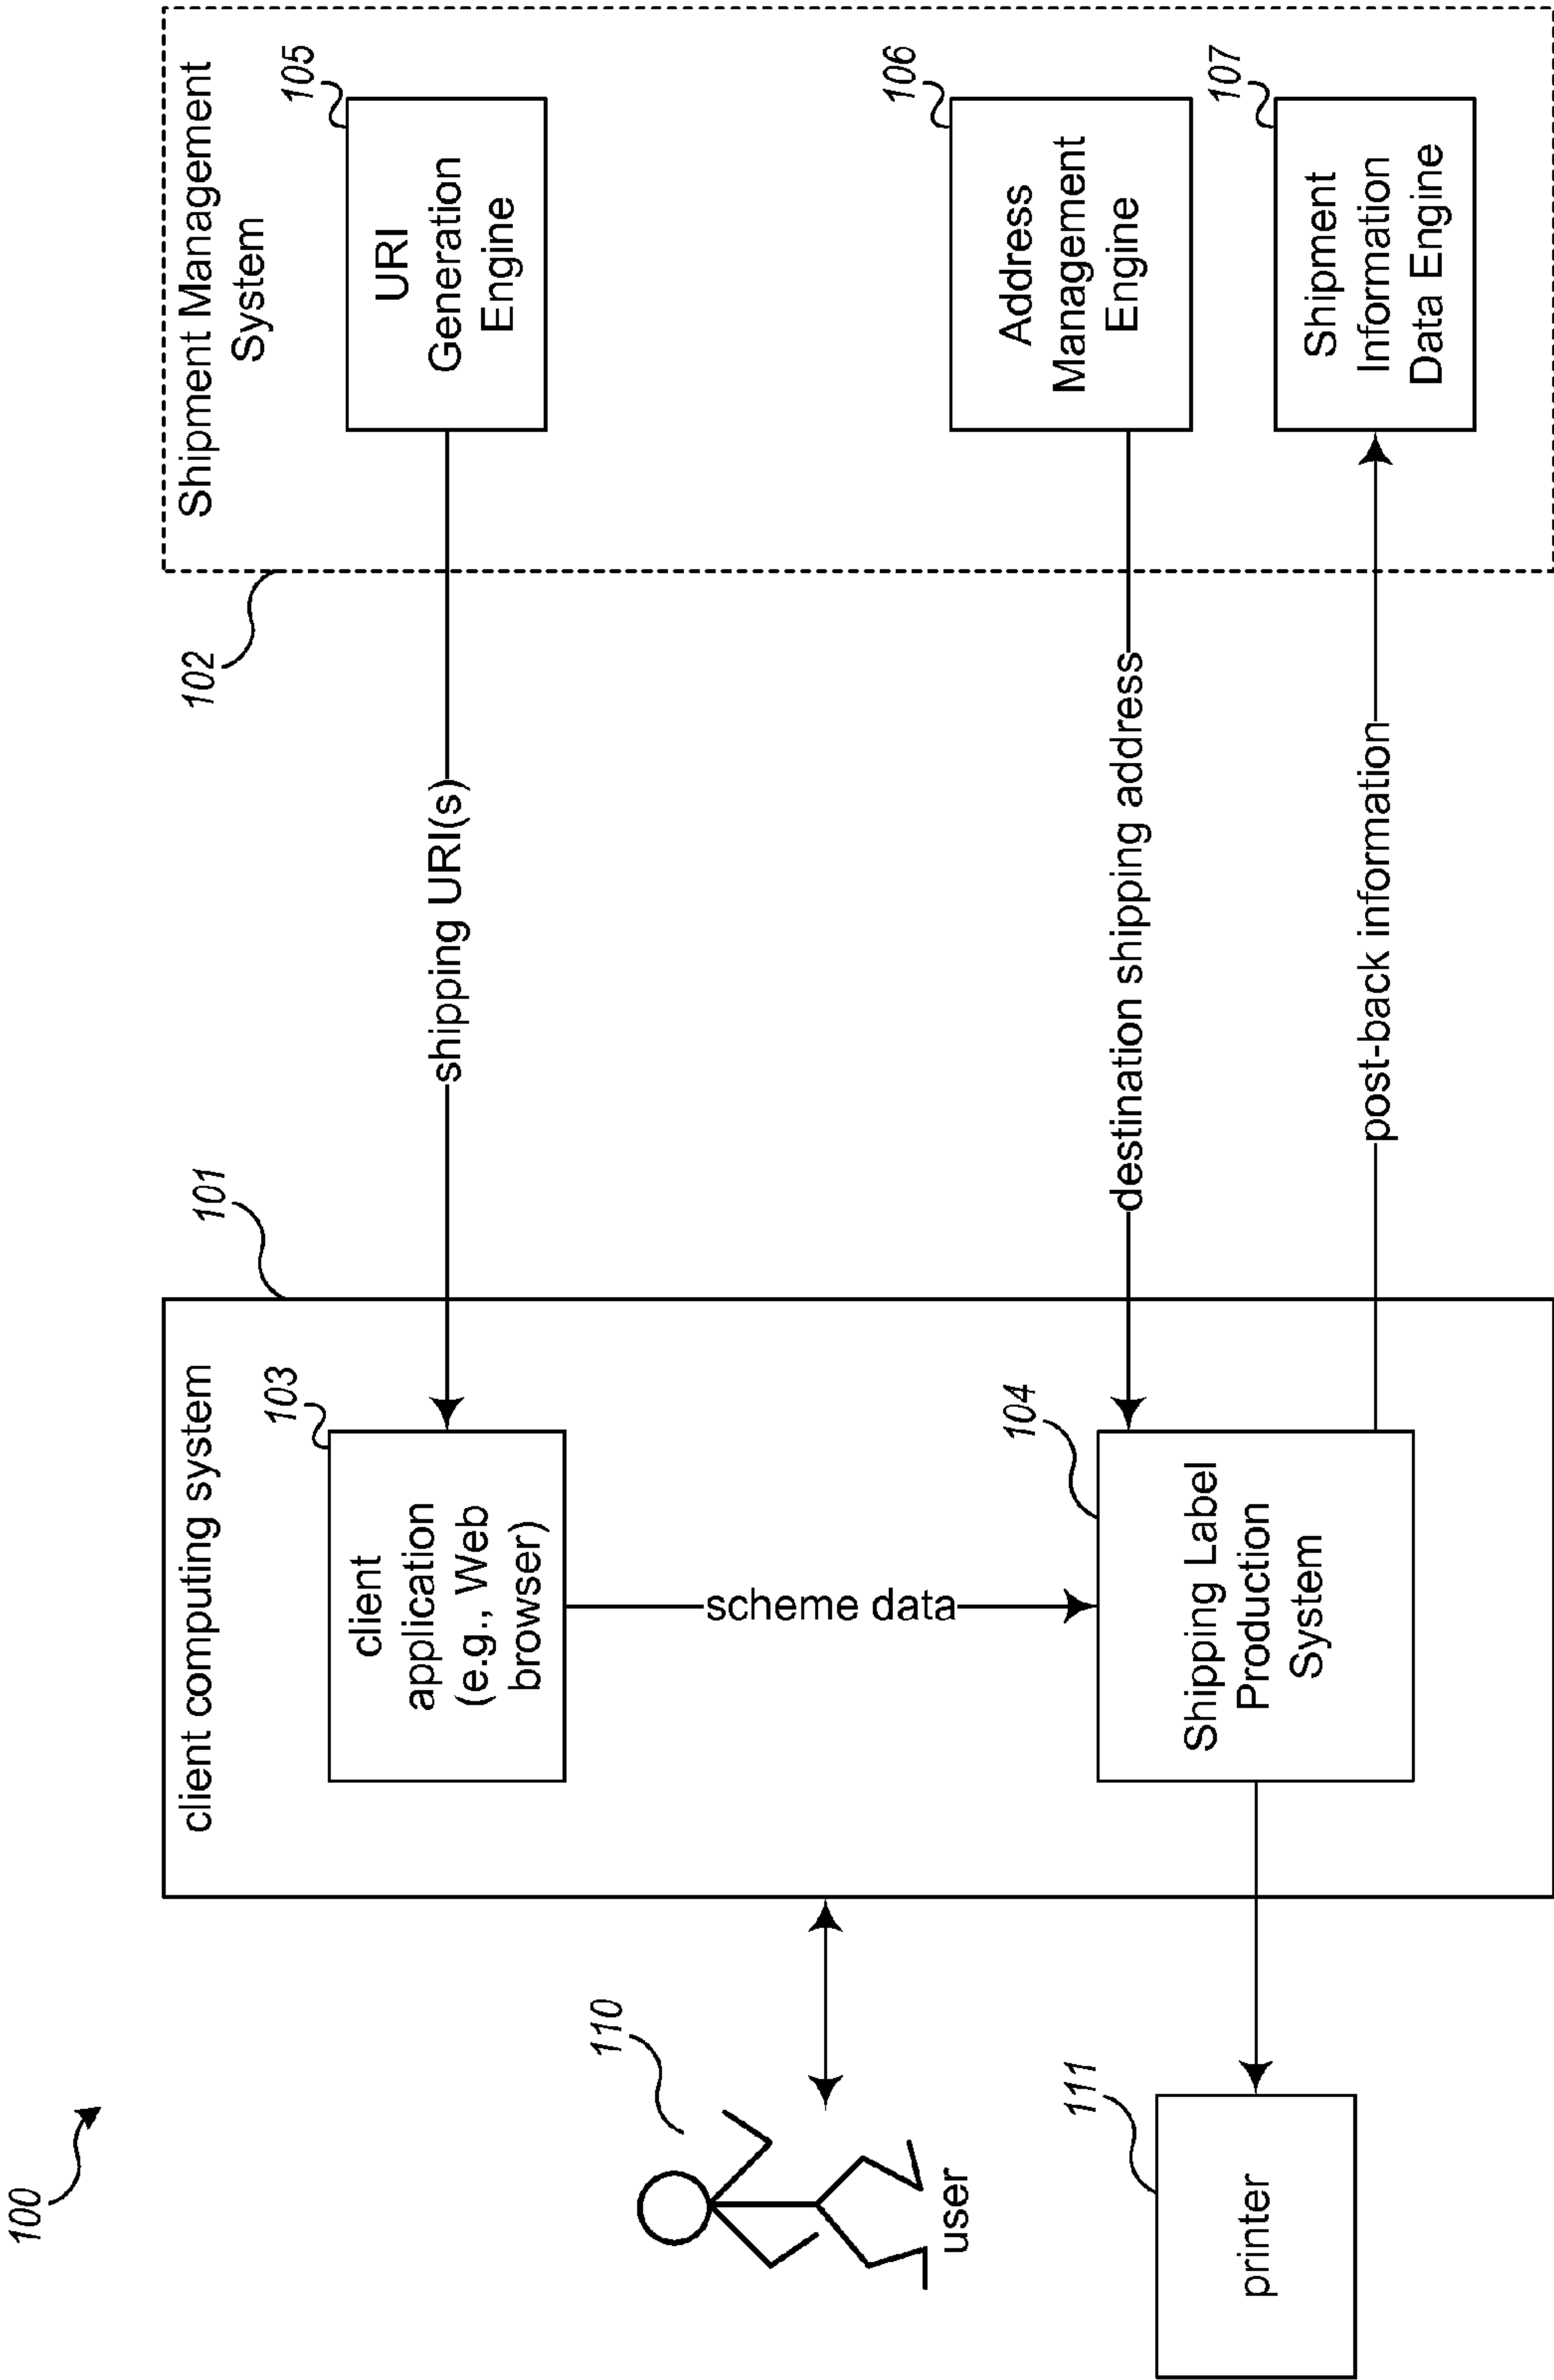 100
110
user
111
printer
101
client computing system
103
client
application
(e.g., Web
browser)
scheme data
104
Shipping Label
Production
System
shipping URI(s)
destination shipping address
post-back information
102
Shipment Management
System
105
URI
Generation
Engine
106
Address
Management
Engine
107
Shipment
Information
Data Engine